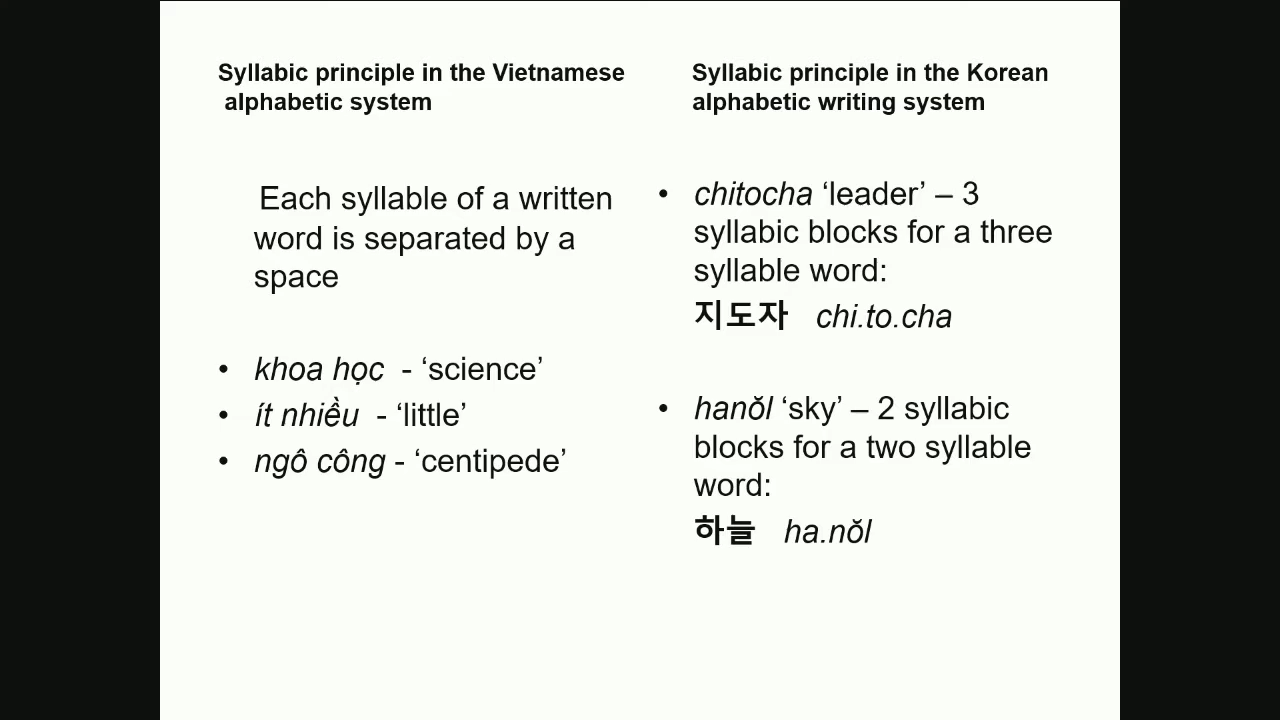 Syllabic principle in the Vietnamese
alphabetic system
Each syllable of a written
word is separated by a
space
• khoa học - ‘science’
• ít nhiều - ‘little’
• ngô công - ‘centipede’
Syllabic principle in the Korean
alphabetic writing system
• chitocha ‘leader’ – 3
syllabic blocks for a three
syllable word:
지도자 chi.to.cha
• hanŏl ‘sky’ – 2 syllabic
blocks for a two syllable
word:
하늘 ha.nŏl